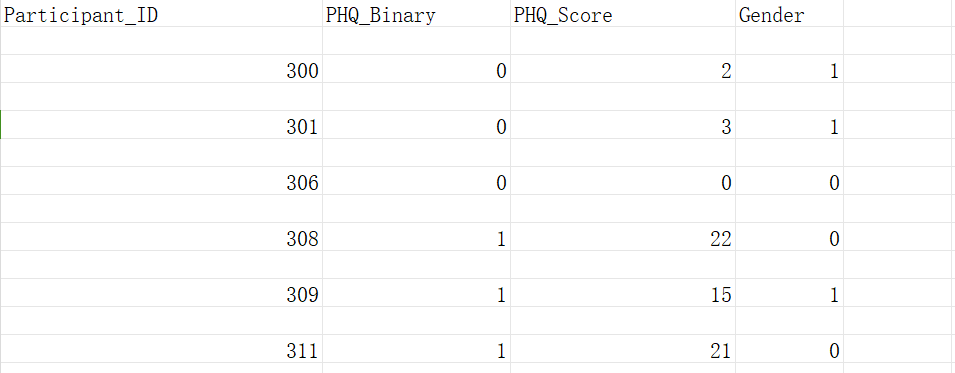 Participant_ID PHQ_Binary PHQ_Score Gender
300 0 2 1
301 0 3 1
306 0 0 0
308 1 22 0
309 1 15 1
311 1 21 0